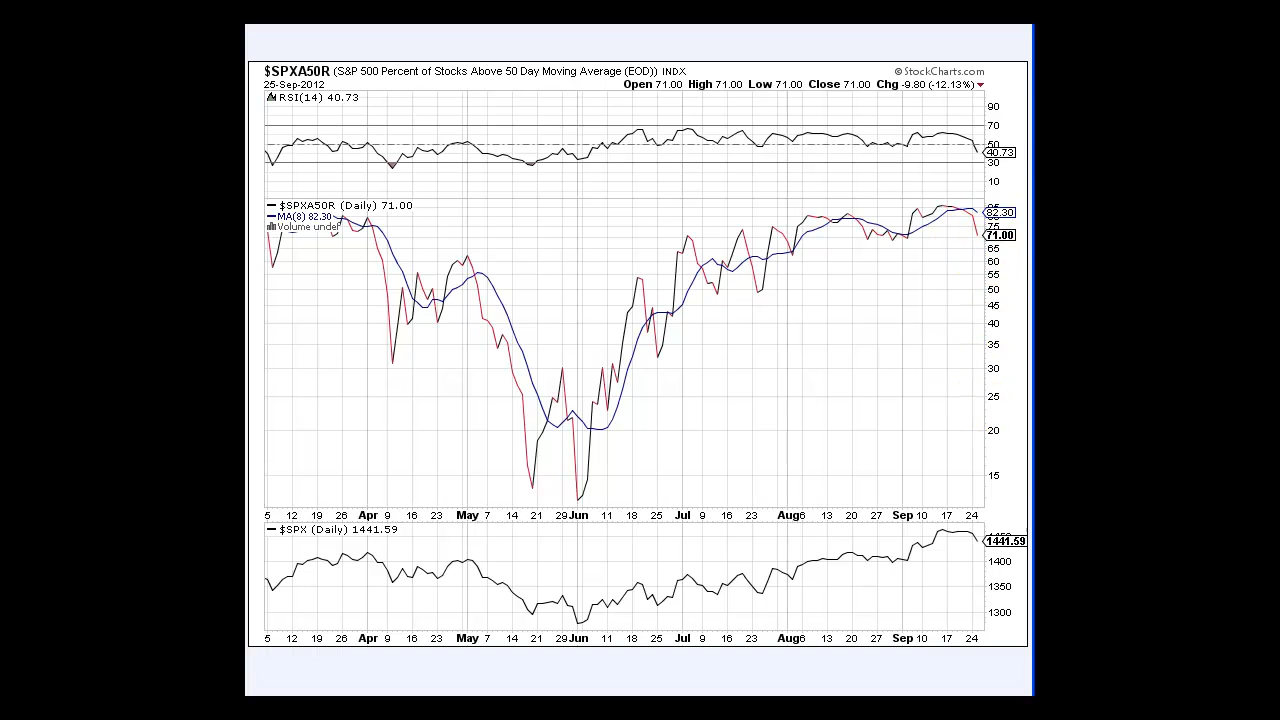 $SPXA50R (S&P 500 Percent of Stocks Above 50 Day Moving Average (EOD)) INDX
© StockCharts.com
25-Sep-2012
Open 71.00 High 71.00 Low 71.00 Close 71.00 Chg -9.80 (-12.13%)
RSI(14) 40.73
90
70
50
40.73
30
10
$SPXA50R (Daily) 71.00
MA(8) 82.30
Volume undef
85
82.30
75
71.00
65
60
55
50
45
40
35
30
25
20
15
5 12 19 26 Apr 9 16 23 May 7 14 21 29 Jun 11 18 25 Jul 9 16 23 Aug 6 13 20 27 Sep 10 17 24
$SPX (Daily) 1441.59
1441.59
1400
1350
1300
5 12 19 26 Apr 9 16 23 May 7 14 21 29 Jun 11 18 25 Jul 9 16 23 Aug 6 13 20 27 Sep 10 17 24